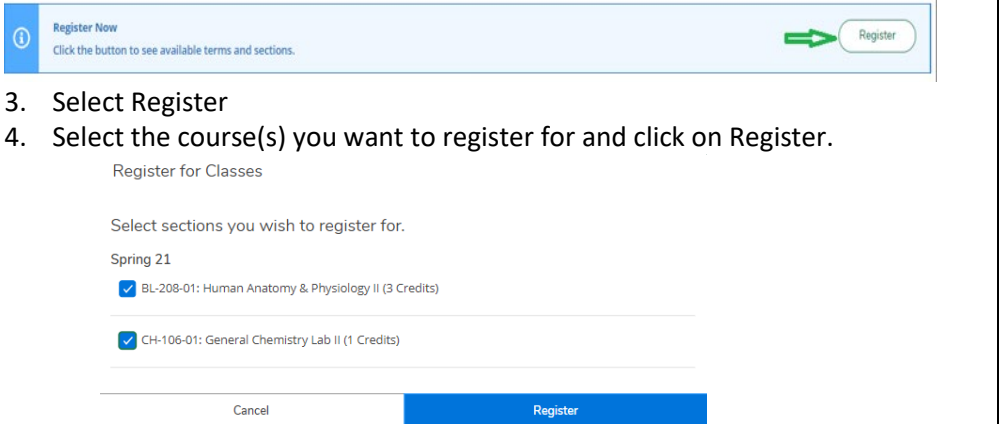 Register Now
Click the button to see available terms and sections.
Register
3. Select Register
4. Select the course(s) you want to register for and click on Register.
Register for Classes
Select sections you wish to register for.
Spring 21
BL-208-01: Human Anatomy & Physiology II (3 Credits)
CH-106-01: General Chemistry Lab II (1 Credits)
Cancel Register